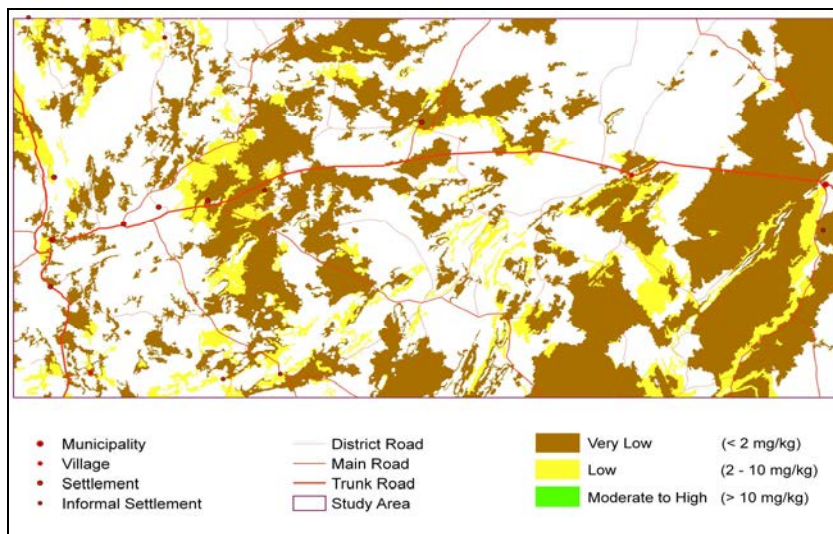 Municipality
Village
Settlement
Informal Settlement
District Road
Main Road
Trunk Road
Study Area
Very Low (< 2 mg/kg)
Low (2 - 10 mg/kg)
Moderate to High (> 10 mg/kg)